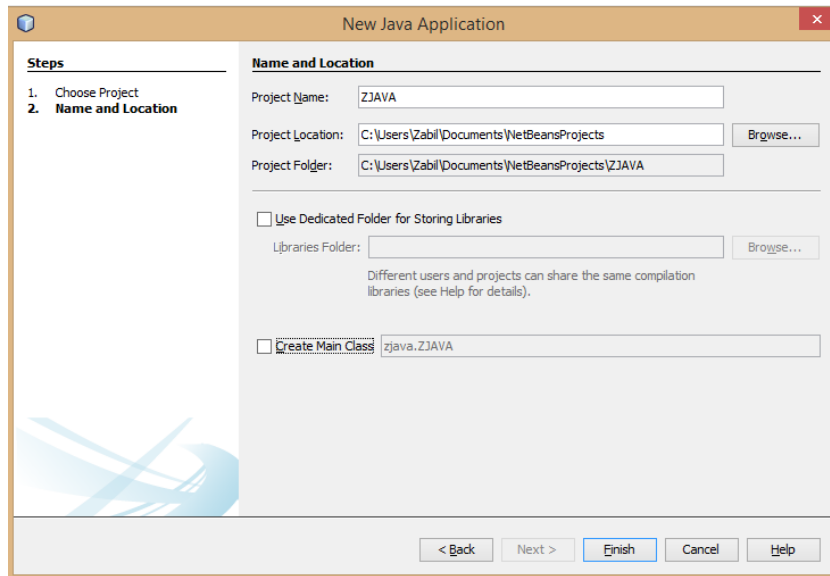 New Java Application
Steps
1. Choose Project
2. Name and Location
Name and Location
Project Name: ZJAVA
Project Location: C:\Users\Zabil\Documents\NetBeansProjects Browse...
Project Folder: C:\Users\Zabil\Documents\NetBeansProjects\ZJAVA
Use Dedicated Folder for Storing Libraries
Libraries Folder: Browse...
Different users and projects can share the same compilation
libraries (see Help for details).
Create Main Class zjava.ZJAVA
< Back Next > Finish Cancel Help